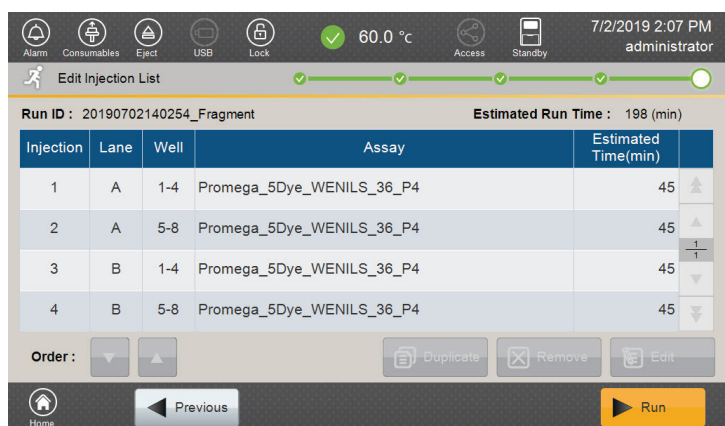 7/2/2019 2:07 PM
60.0 °c
administrator
Alarm Consumables Eject USB Lock Access Standby
Edit Injection List
Run ID : 20190702140254_Fragment Estimated Run Time : 198 (min)
Injection Lane Well Assay Estimated Time(min)
1 A 1-4 Promega_5Dye_WENILS_36_P4 45
2 A 5-8 Promega_5Dye_WENILS_36_P4 45
1
1
3 B 1-4 Promega_5Dye_WENILS_36_P4 45
4 B 5-8 Promega_5Dye_WENILS_36_P4 45
Order : Duplicate Remove Edit
Previous Run
Home